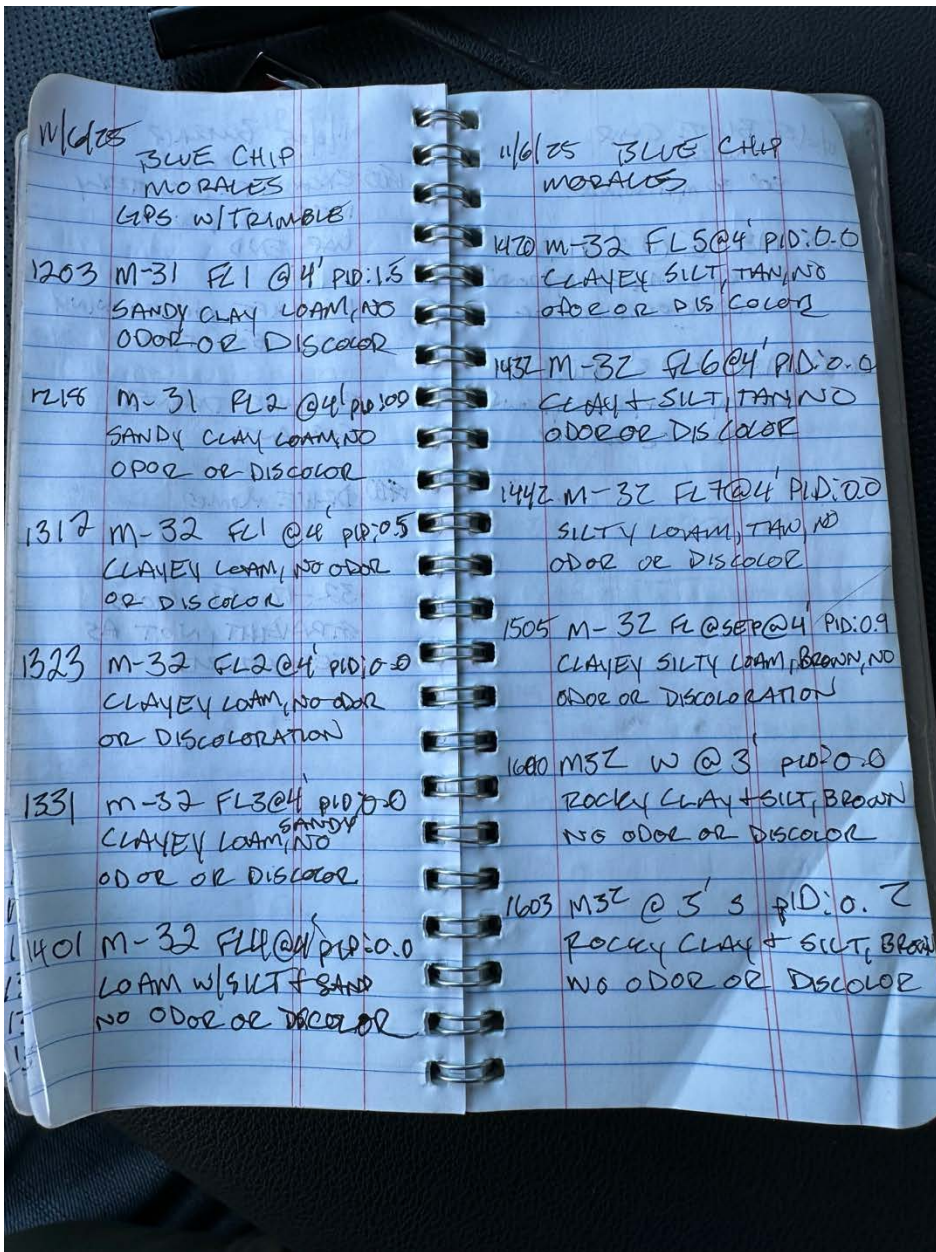 11/6/25
BLUE CHIP
MORALES
GPS W/TRIMBLE
1203 M-31 FL1 @ 4' PID:1.5
SANDY CLAY LOAM, NO
ODOR OR DISCOLOR
1218 M-31 FL2 @4' PID:
SANDY CLAY LOAM, NO
ODOR OR DISCOLOR
1317 M-32 FL1 @4' PID:0.5
CLAYEY LOAM, NO ODOR
OR DISCOLOR
1323 M-32 FL2@4' PID:0.0
CLAYEY LOAM, NO ODOR
OR DISCOLORATION
1331 M-32 FL3@4' PID:0.0
SANDY
CLAYEY LOAM, NO
ODOR OR DISCOLOR
1401 M-32 FL4@4' PID:0.0
LOAM W/SILT + SAND
NO ODOR OR DISCOLOR
11/6/25 BLUE CHIP
MORALES
1420 M-32 FL5@4' PID:0.0
CLAYEY SILT, TAN, NO
ODOR OR DISCOLOR
1432 M-32 FL6@4' PID:0.0
CLAY + SILT, TAN, NO
ODOR OR DISCOLOR
1442 M-32 FL7@4' PID:0.0
SILTY LOAM, TAN, NO
ODOR OR DISCOLOR
1505 M-32 FL@SEP@4' PID:0.9
CLAYEY SILTY LOAM, BROWN, NO
ODOR OR DISCOLORATION
1600 M32 W @ 3' PID:0.0
ROCKY CLAY + SILT, BROWN
NO ODOR OR DISCOLOR
1603 M32 @ 3' S PID:0.2
ROCKY CLAY + SILT, BROWN
NO ODOR OR DISCOLOR